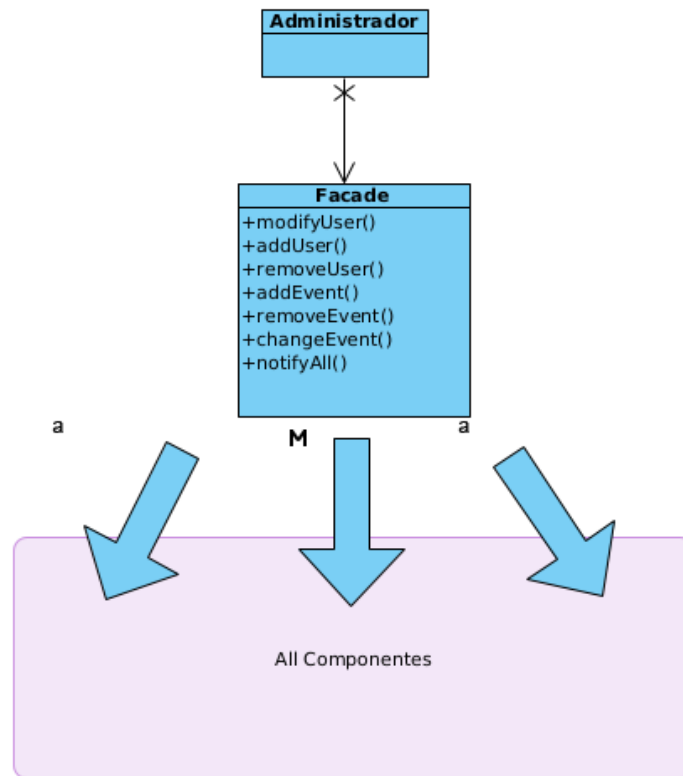 Administrador
Facade
+modifyUser()
+addUser()
+removeUser()
+addEvent()
+removeEvent()
+changeEvent()
+notifyAll()
a
M
a
All Componentes